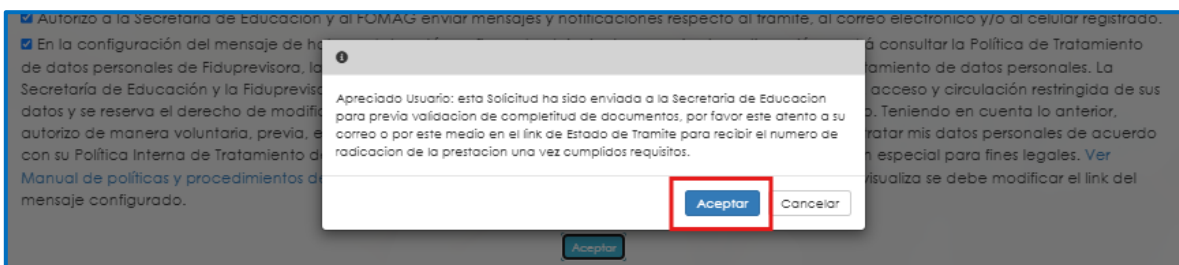 Autorizo a la Secretaría de Educación y al FOMAG enviar mensajes y notificaciones respecto al trámite, al correo electrónico y/o al celular registrado.
En la configuración del mensaje de á consultar la Política de Tratamiento
de datos personales de Fiduprevisora, la tamiento de datos personales. La
Secretaría de Educación y la acceso y circulación restringida de sus
datos y se reserva el derecho de Teniendo en cuenta lo anterior,
autorizo de manera voluntaria, previa, e ratar mis datos personales de acuerdo
con su Política Interna de Tratamiento especial para fines legales. Ver
Manual de políticas y procedimientos visualiza se debe modificar el link del
mensaje configurado.
Apreciado Usuario: esta Solicitud ha sido enviada a la Secretaria de Educacion
para previa validacion de completitud de documentos, por favor este atento a su
correo o por este medio en el link de Estado de Tramite para recibir el numero de
radicacion de la prestacion una vez cumplidos requisitos.
Aceptar Cancelar
Aceptar